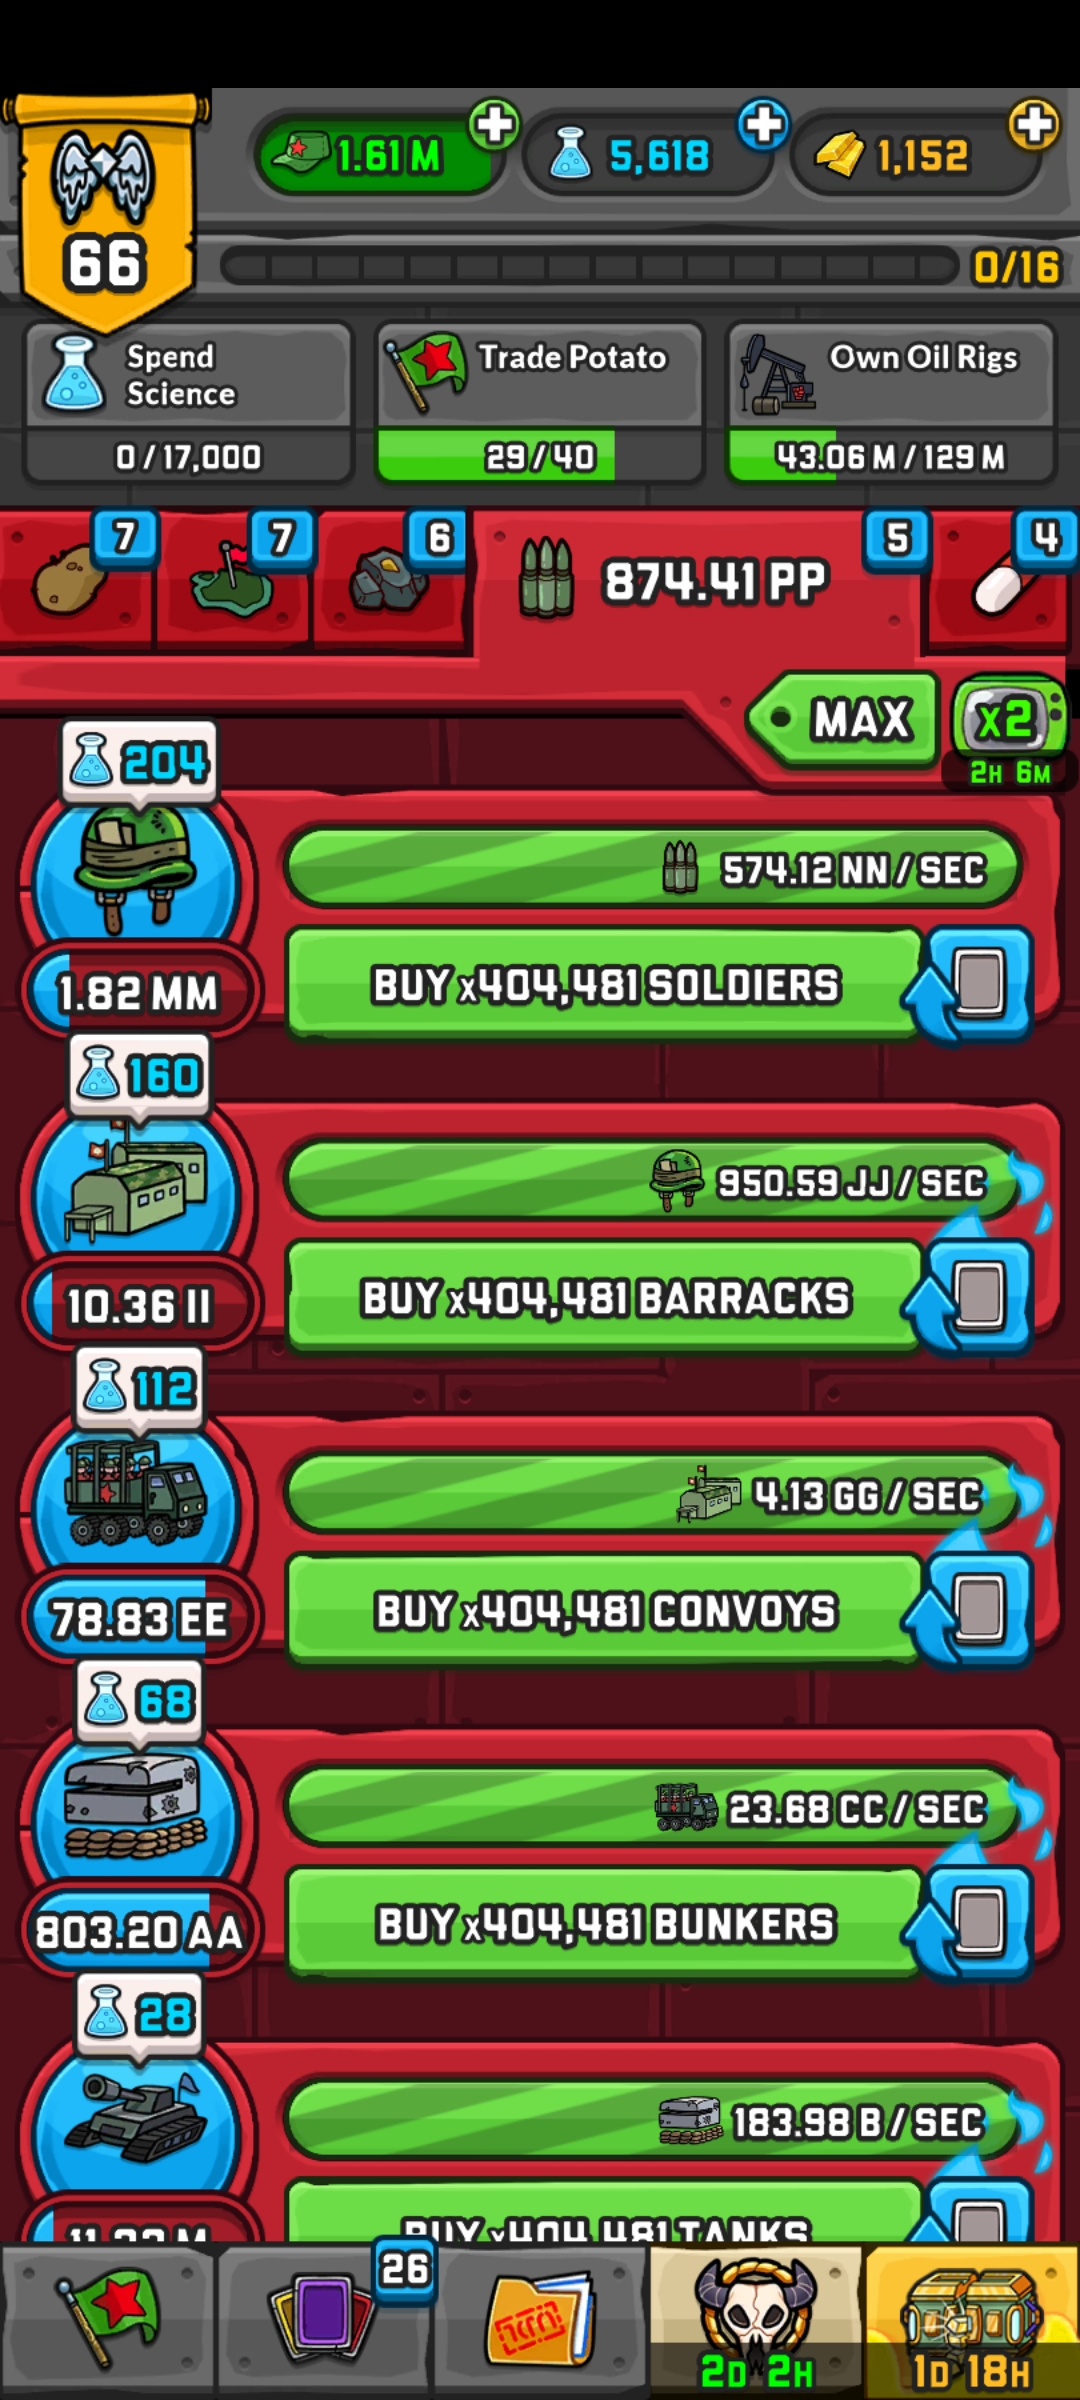 1.61 M
5,618
1,152
66
0/16
Spend
Science
0 / 17,000
Trade Potato
29 / 40
Own Oil Rigs
43.06 M / 129 M
7
7
6
874.41 PP
5
4
MAX
x2
2H 6M
204
574.12 NN / SEC
BUY x404,481 SOLDIERS
1.82 MM
160
950.59 JJ / SEC
BUY x404,481 BARRACKS
10.36 II
112
4.13 GG / SEC
BUY x404,481 CONVOYS
78.83 EE
68
23.68 CC / SEC
BUY x404,481 BUNKERS
803.20 AA
28
183.98 B / SEC
BUY x404,481 TANKS
26
2D 2H
1D 18H